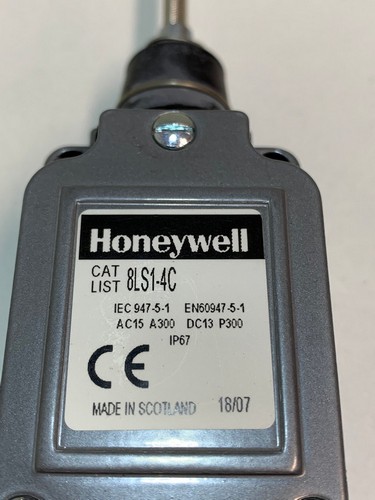 Honeywell
CAT
LIST 8LS1-4C
IEC 947-5-1 EN60947-5-1
AC15 A300 DC13 P300
IP67
CE
MADE IN SCOTLAND 18/07